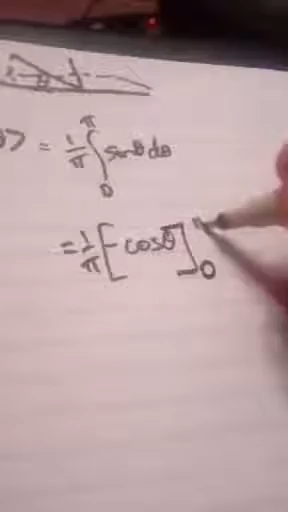 > = 1/π ∫₀^π sinθ dθ
= 1/π [- cosθ]₀